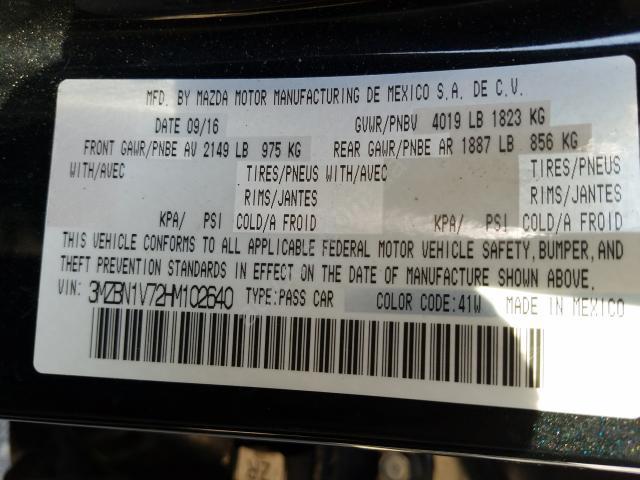 MFD. BY MAZDA MOTOR MANUFACTURING DE MEXICO S.A. DE C.V.
DATE 09/16 GVWR/PNBV 4019 LB 1823 KG
FRONT GAWR/PNBE AV 2149 LB 975 KG REAR GAWR/PNBE AR 1887 LB 856 KG
WITH/AVEC TIRES/PNEUS WITH/AVEC TIRES/PNEUS
RIMS/JANTES RIMS/JANTES
KPA/ PSI COLD/A FROID KPA/ PSI COLD/A FROID
THIS VEHICLE CONFORMS TO ALL APPLICABLE FEDERAL MOTOR VEHICLE SAFETY, BUMPER, AND
THEFT PREVENTION STANDARDS IN EFFECT ON THE DATE OF MANUFACTURE SHOWN ABOVE.
VIN: 3MZBN1V72HM102640 TYPE:PASS CAR COLOR CODE:41W MADE IN MEXICO